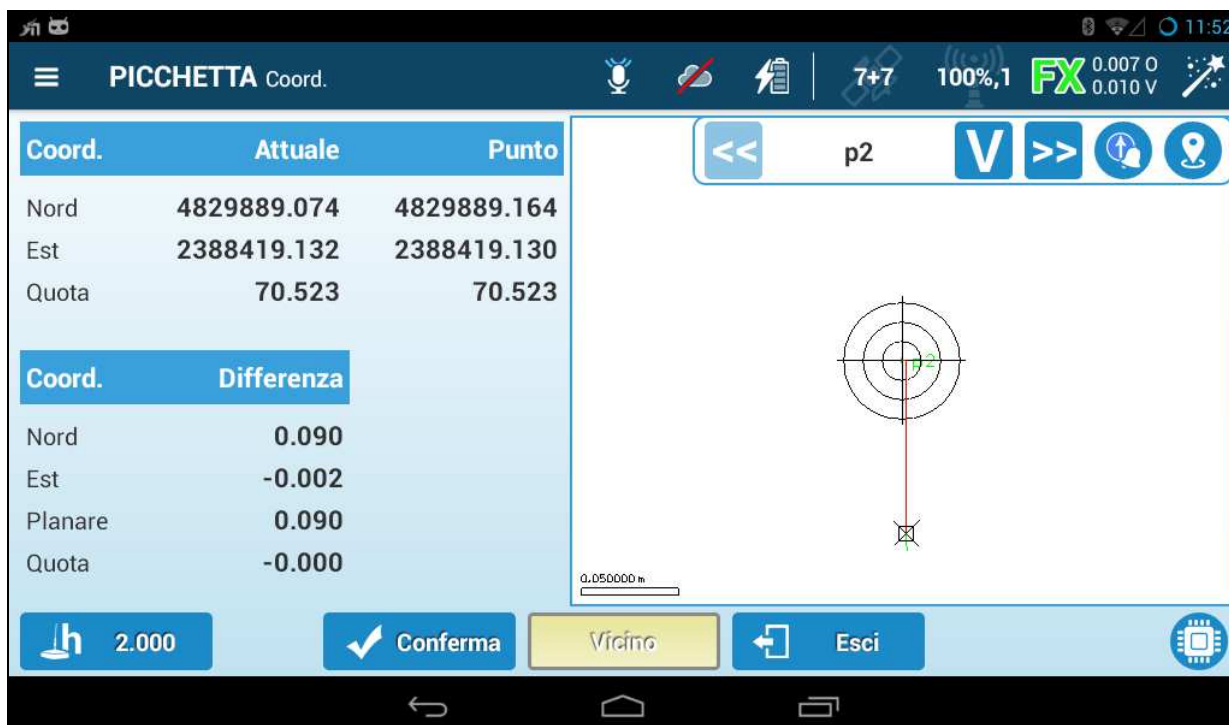 11:52
PICCHETTA Coord.
7+7
100%,1
FX
0.007 O
0.010 V
Coord. Attuale Punto
Nord 4829889.074 4829889.164
Est 2388419.132 2388419.130
Quota 70.523 70.523
Coord. Differenza
Nord 0.090
Est -0.002
Planare 0.090
Quota -0.000
<< p2 V >>
p2
0.050000 m
h 2.000
Conferma
Vicino
Esci